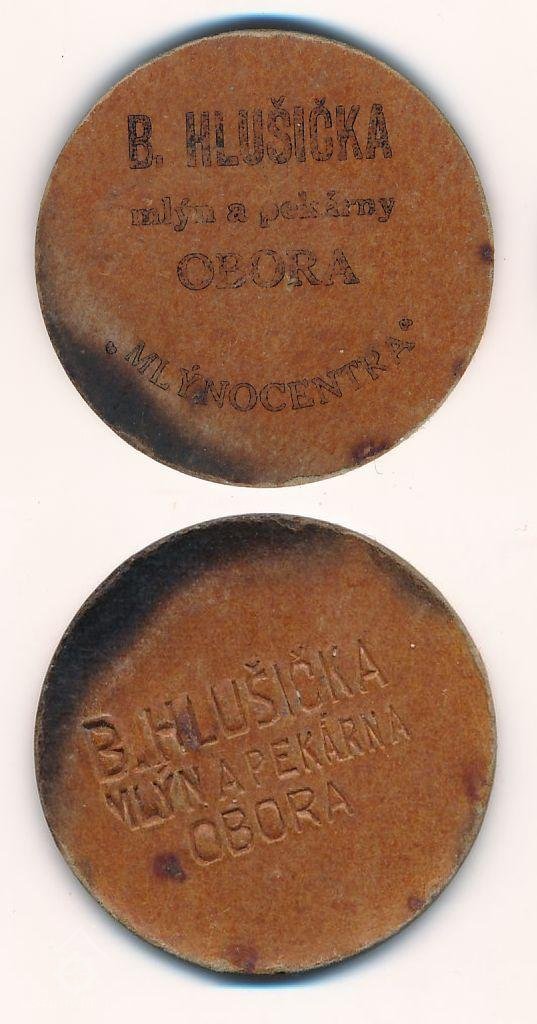 B. HLUŠIČKA
mlýn a pekárny
OBORA
MLÝNOCENTRA
B. HLUŠIČKA
MLÝN A PEKÁRNA
OBORA